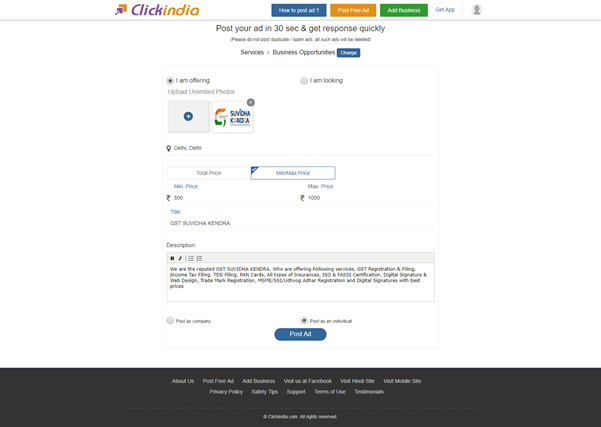 Clickindia
How to post ad ?
Post Free Ad
Add Business
Get App
Post your ad in 30 sec & get response quickly
(Please do not post duplicate / spam ads, all such ads will be deleted)
Services > Business Opportunities Change
I am offering
I am looking
Upload Unlimited Photos
SUVIDHA
KENDRA
Delhi, Delhi
Total Price
Min/Max Price
Min. Price
Max. Price
₹ 500
₹ 1000
Title
GST SUVIDHA KENDRA
Description
B I
We are the reputed GST SUVIDHA KENDRA. Who are offering Following services, GST Registration & Filing,
Income Tax Filing, TDS Filing, PAN Cards, All types of Insurances, ISO & FASSI Certification, Digital Signature &
Web Design, Trade Mark Registration, MSME/SSI/Udhyog Adhar Registration and Digital Signatures with best
prices
Post as company
Post as an individual
Post Ad
About Us Post Free Ad Add Business Visit us at Facebook Visit Hindi Site Visit Mobile Site
Privacy Policy Safety Tips Support Terms of Use Testimonials
© Clickindia.com. All rights reserved.